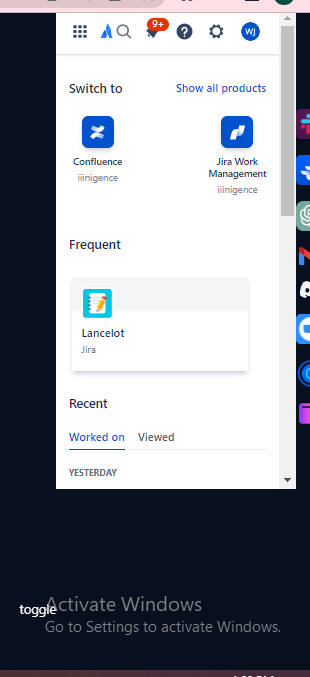 9+
WJ
Switch to
Show all products
Confluence
iiinigence
Jira Work
Management
iiinigence
Frequent
Lancelot
Jira
Recent
Worked on
Viewed
YESTERDAY
Activate Windows
toggle
Go to Settings to activate Windows.